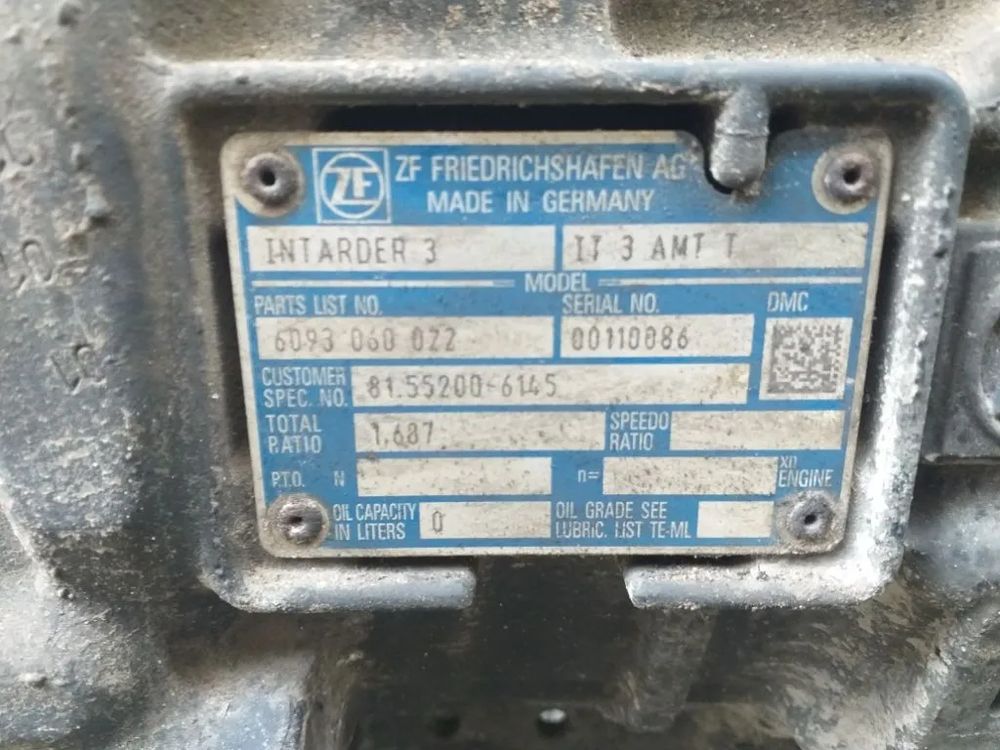 ZF
ZF FRIEDRICHSHAFEN AG
MADE IN GERMANY
INTARDER 3 IT 3 AMT T
MODEL
PARTS LIST NO. SERIAL NO. DMC
6093 060 022 00110086
CUSTOMER SPEC. NO. 81.55200-6145
TOTAL RATIO 1.687 SPEEDO RATIO
P.T.O. N n= XN ENGINE
OIL CAPACITY IN LITERS 0 OIL GRADE SEE LUBRIC. LIST TE-ML